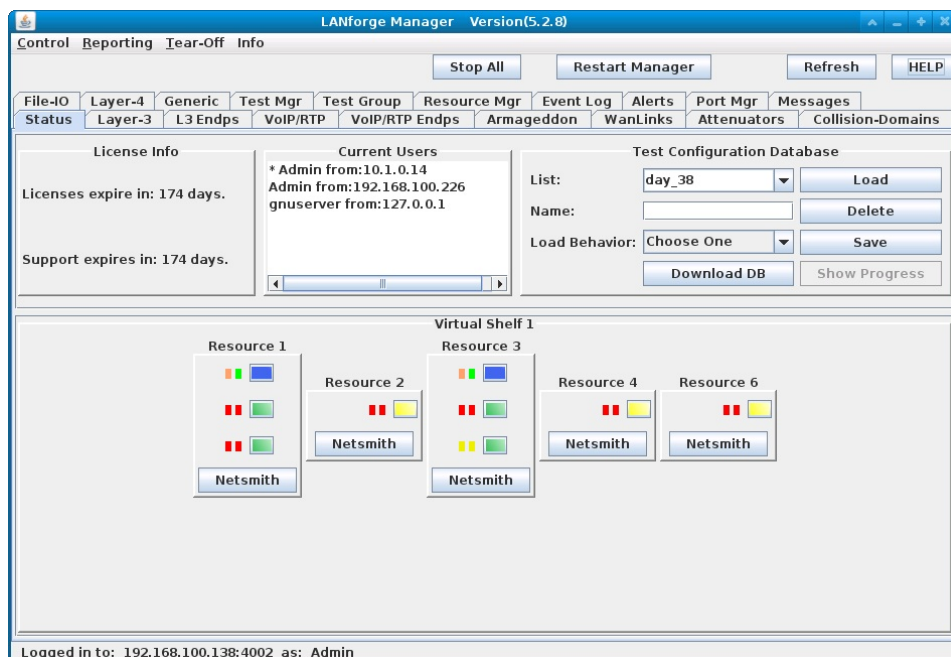 LANforge Manager Version(5.2.8)
Control Reporting Tear-Off Info
Stop All Restart Manager Refresh HELP
File-IO Layer-4 Generic Test Mgr Test Group Resource Mgr Event Log Alerts Port Mgr Messages
Status Layer-3 L3 Endps VoIP/RTP VoIP/RTP Endps Armageddon WanLinks Attenuators Collision-Domains
License Info
Licenses expire in: 174 days.
Support expires in: 174 days.
Current Users
* Admin from:10.1.0.14
Admin from:192.168.100.226
gnuserver from:127.0.0.1
Test Configuration Database
List: day_38 Load
Name: Delete
Load Behavior: Choose One Save
Download DB Show Progress
Virtual Shelf 1
Resource 1
Netsmith
Resource 2
Netsmith
Resource 3
Netsmith
Resource 4
Netsmith
Resource 6
Netsmith
Logged in to: 192.168.100.138:4002 as: Admin